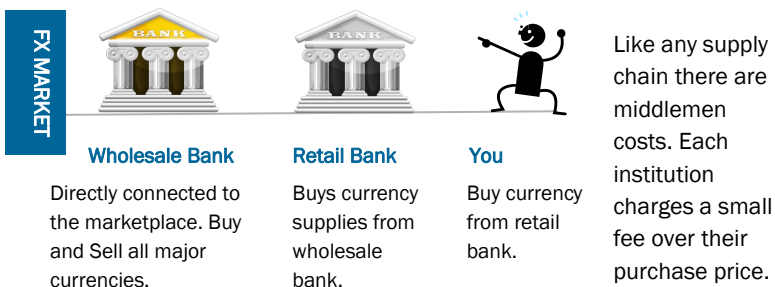 FX MARKET
BANK
BANK
Wholesale Bank
Directly connected to
the marketplace. Buy
and Sell all major
currencies.
Retail Bank
Buys currency
supplies from
wholesale
bank.
You
Buy currency
from retail
bank.
Like any supply
chain there are
middlemen
costs. Each
institution
charges a small
fee over their
purchase price.